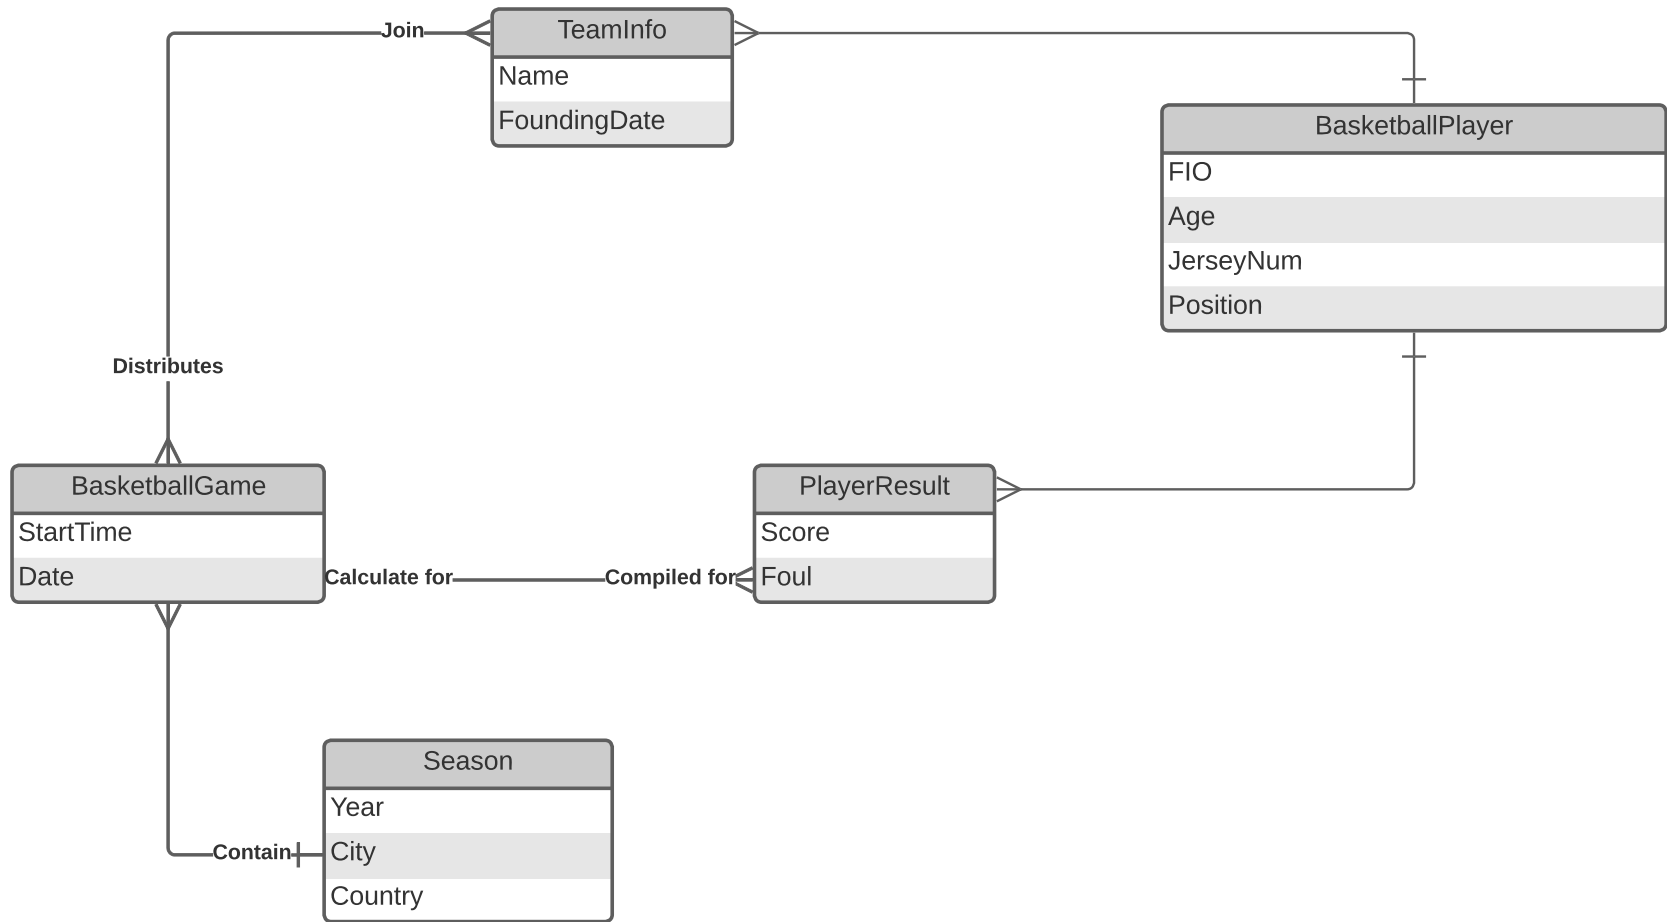 Join
TeamInfo
Name
FoundingDate
BasketballPlayer
FIO
Age
JerseyNum
Position
Distributes
BasketballGame
StartTime
Date
Calculate for
Compiled for
PlayerResult
Score
Foul
Contain
Season
Year
City
Country